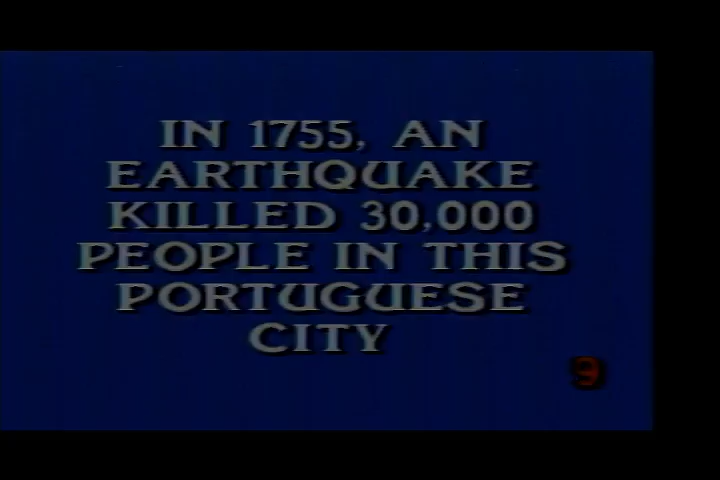 IN 1755, AN
EARTHQUAKE
KILLED 30,000
PEOPLE IN THIS
PORTUGUESE
CITY
9